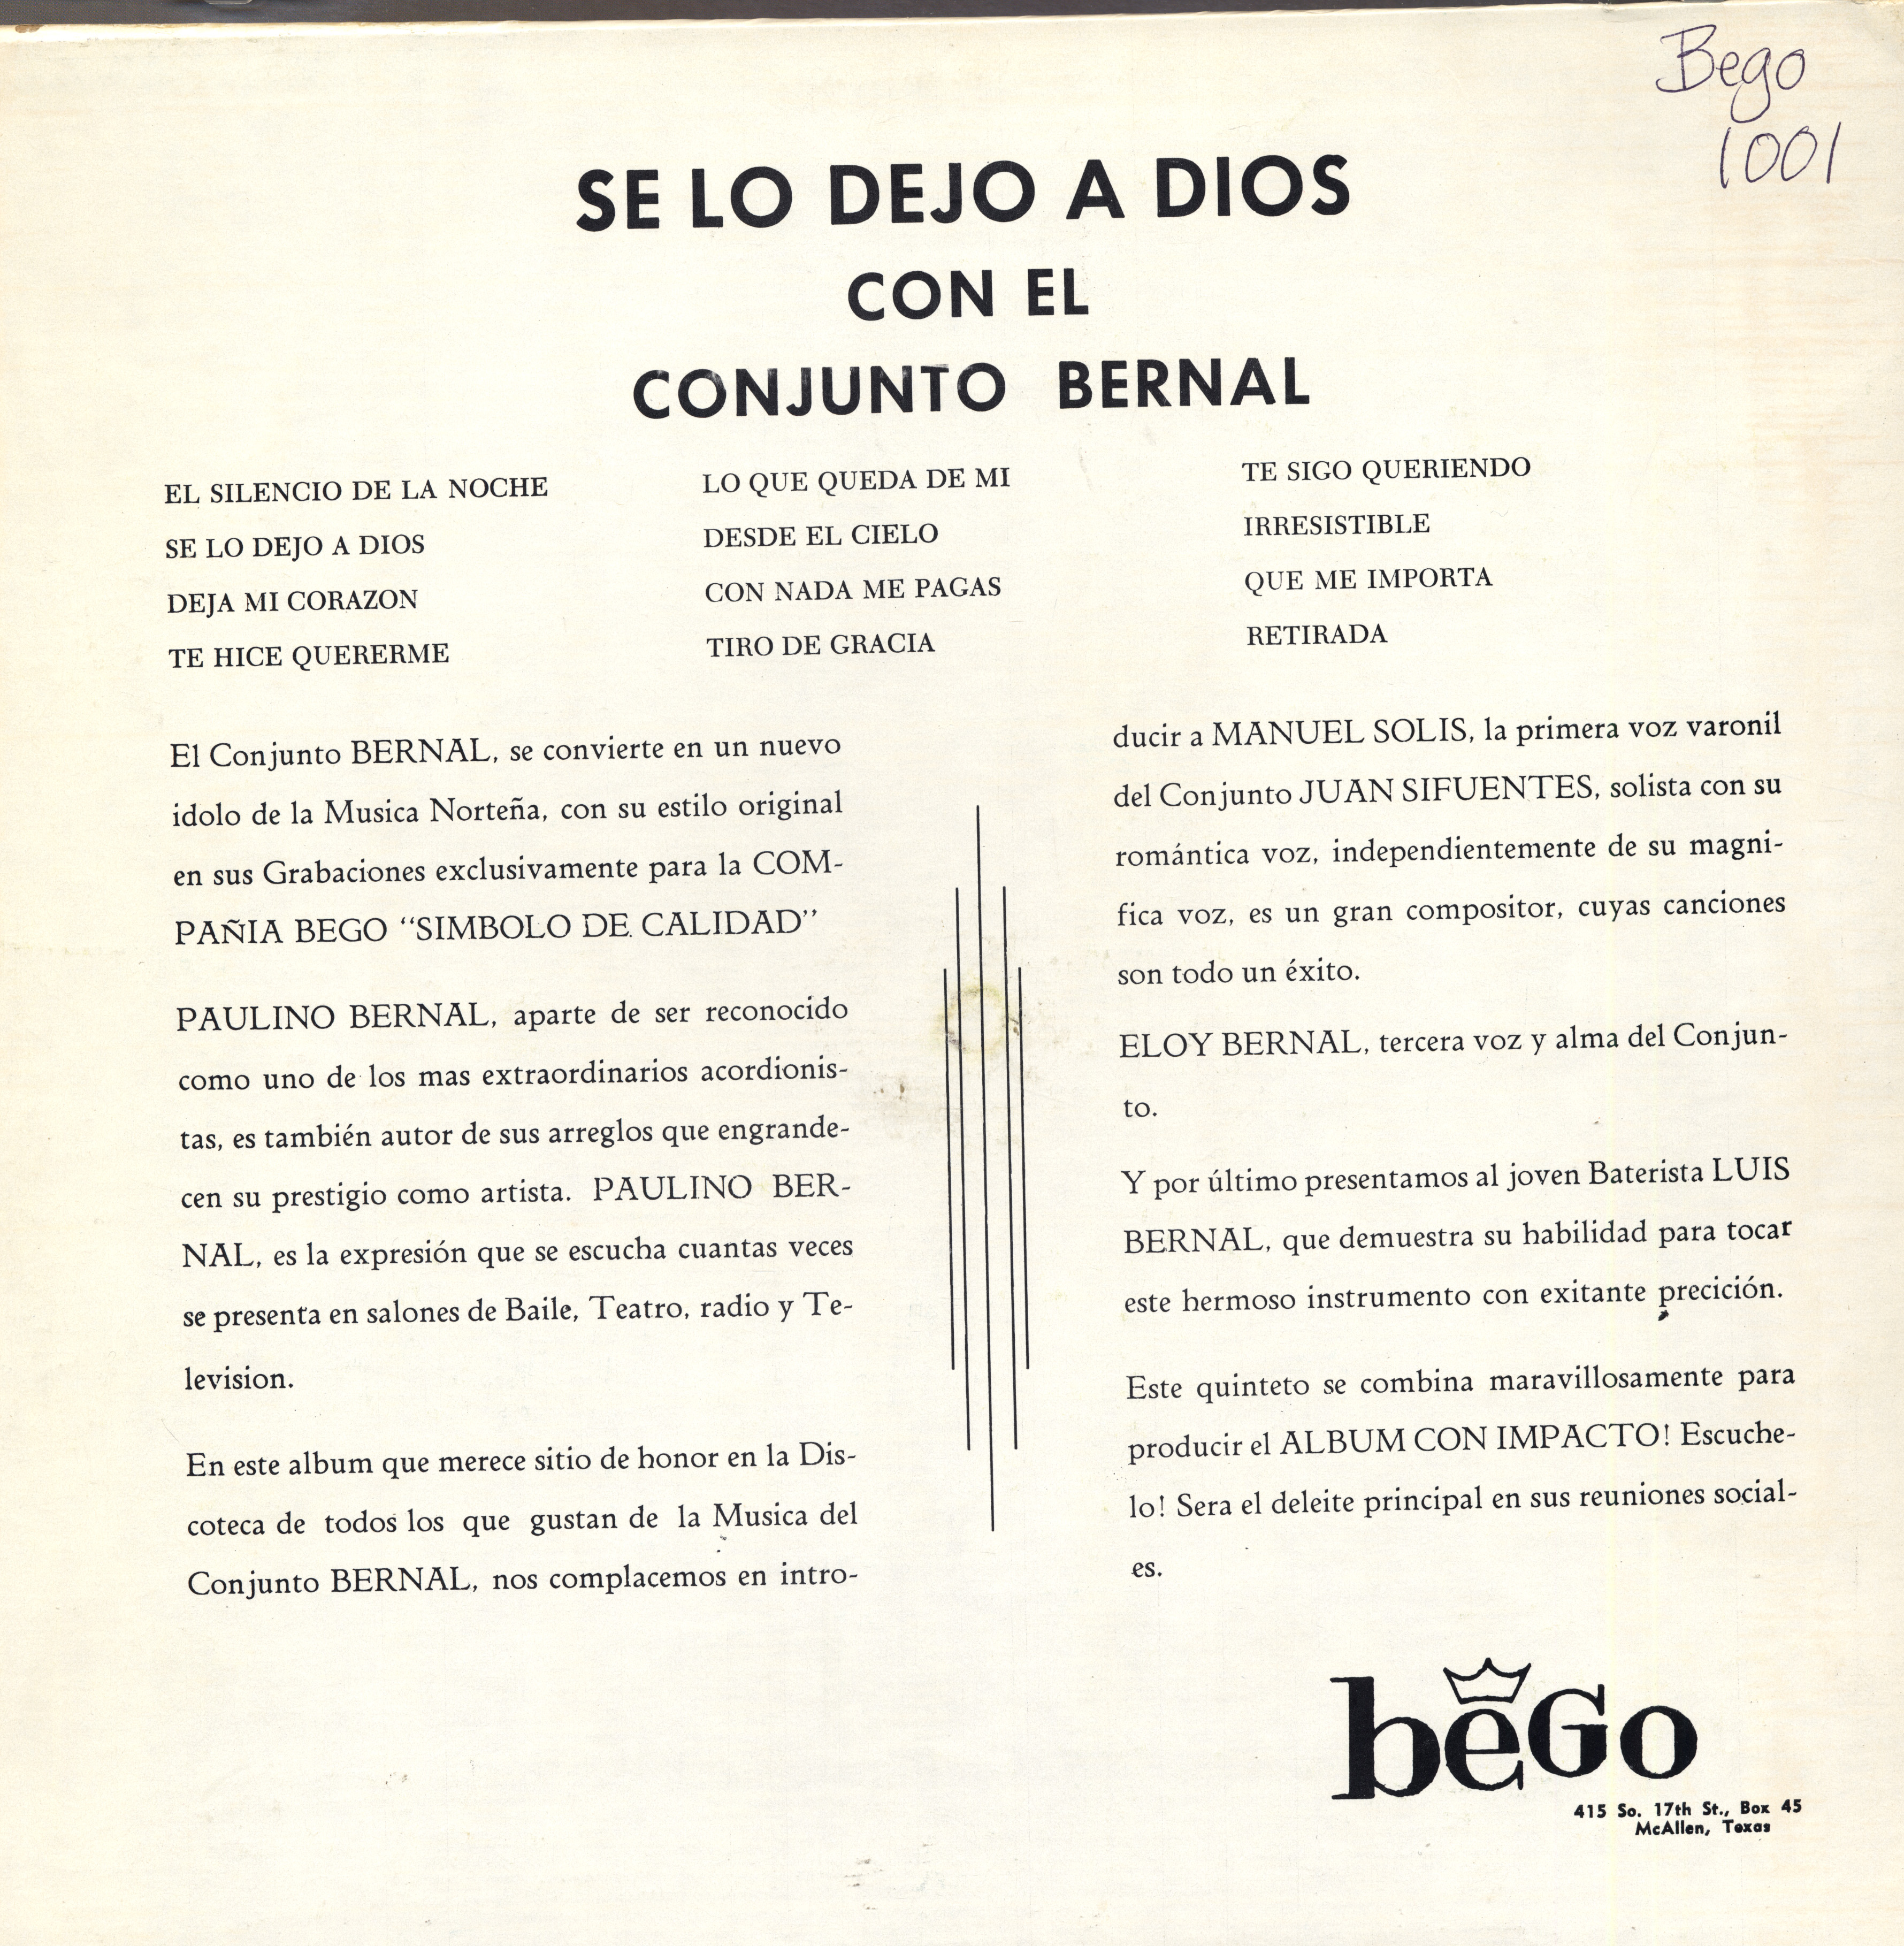 Bego
1001
SE LO DEJO A DIOS
CON EL
CONJUNTO BERNAL
EL SILENCIO DE LA NOCHE
SE LO DEJO A DIOS
DEJA MI CORAZON
TE HICE QUERERME
LO QUE QUEDA DE MI
DESDE EL CIELO
CON NADA ME PAGAS
TIRO DE GRACIA
TE SIGO QUERIENDO
IRRESISTIBLE
QUE ME IMPORTA
RETIRADA
El Conjunto BERNAL, se convierte en un nuevo
idolo de la Musica Norteña, con su estilo original
en sus Grabaciones exclusivamente para la COM-
PAÑIA BEGO “SIMBOLO DE CALIDAD”
PAULINO BERNAL, aparte de ser reconocido
como uno de los mas extraordinarios acordionis-
tas, es también autor de sus arreglos que engrande-
cen su prestigio como artista. PAULINO BER-
NAL, es la expresión que se escucha cuantas veces
se presenta en salones de Baile, Teatro, radio y Te-
levision.
En este album que merece sitio de honor en la Dis-
coteca de todos los que gustan de la Musica del
Conjunto BERNAL, nos complacemos en intro-
ducir a MANUEL SOLIS, la primera voz varonil
del Conjunto JUAN SIFUENTES, solista con su
romántica voz, independientemente de su magni-
fica voz, es un gran compositor, cuyas canciones
son todo un éxito.
ELOY BERNAL, tercera voz y alma del Conjun-
to.
Y por último presentamos al joven Baterista LUIS
BERNAL, que demuestra su habilidad para tocar
este hermoso instrumento con exitante precición.
Este quinteto se combina maravillosamente para
producir el ALBUM CON IMPACTO! Escuche-
lo! Sera el deleite principal en sus reuniones social-
es.
beGo
415 So. 17th St., Box 45
McAllen, Texas